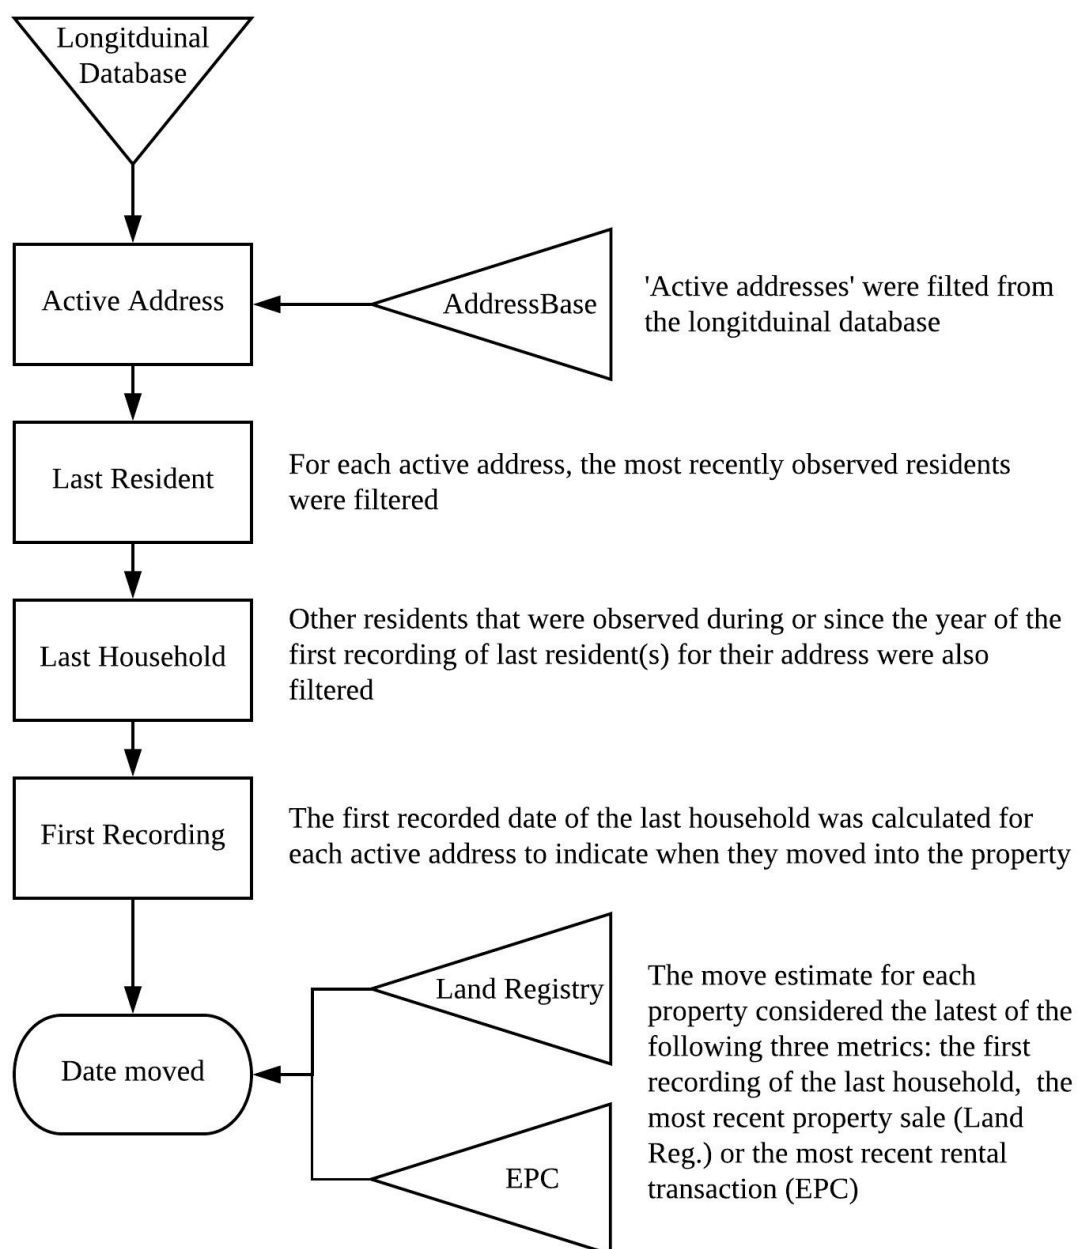 Longitduinal
Database
Active Address
AddressBase
'Active addresses' were filted from
the longitduinal database
Last Resident
For each active address, the most recently observed residents
were filtered
Last Household
Other residents that were observed during or since the year of the
first recording of last resident(s) for their address were also
filtered
First Recording
The first recorded date of the last household was calculated for
each active address to indicate when they moved into the property
Land Registry
Date moved
EPC
The move estimate for each
property considered the latest of the
following three metrics: the first
recording of the last household,  the
most recent property sale (Land
Reg.) or the most recent rental
transaction (EPC)